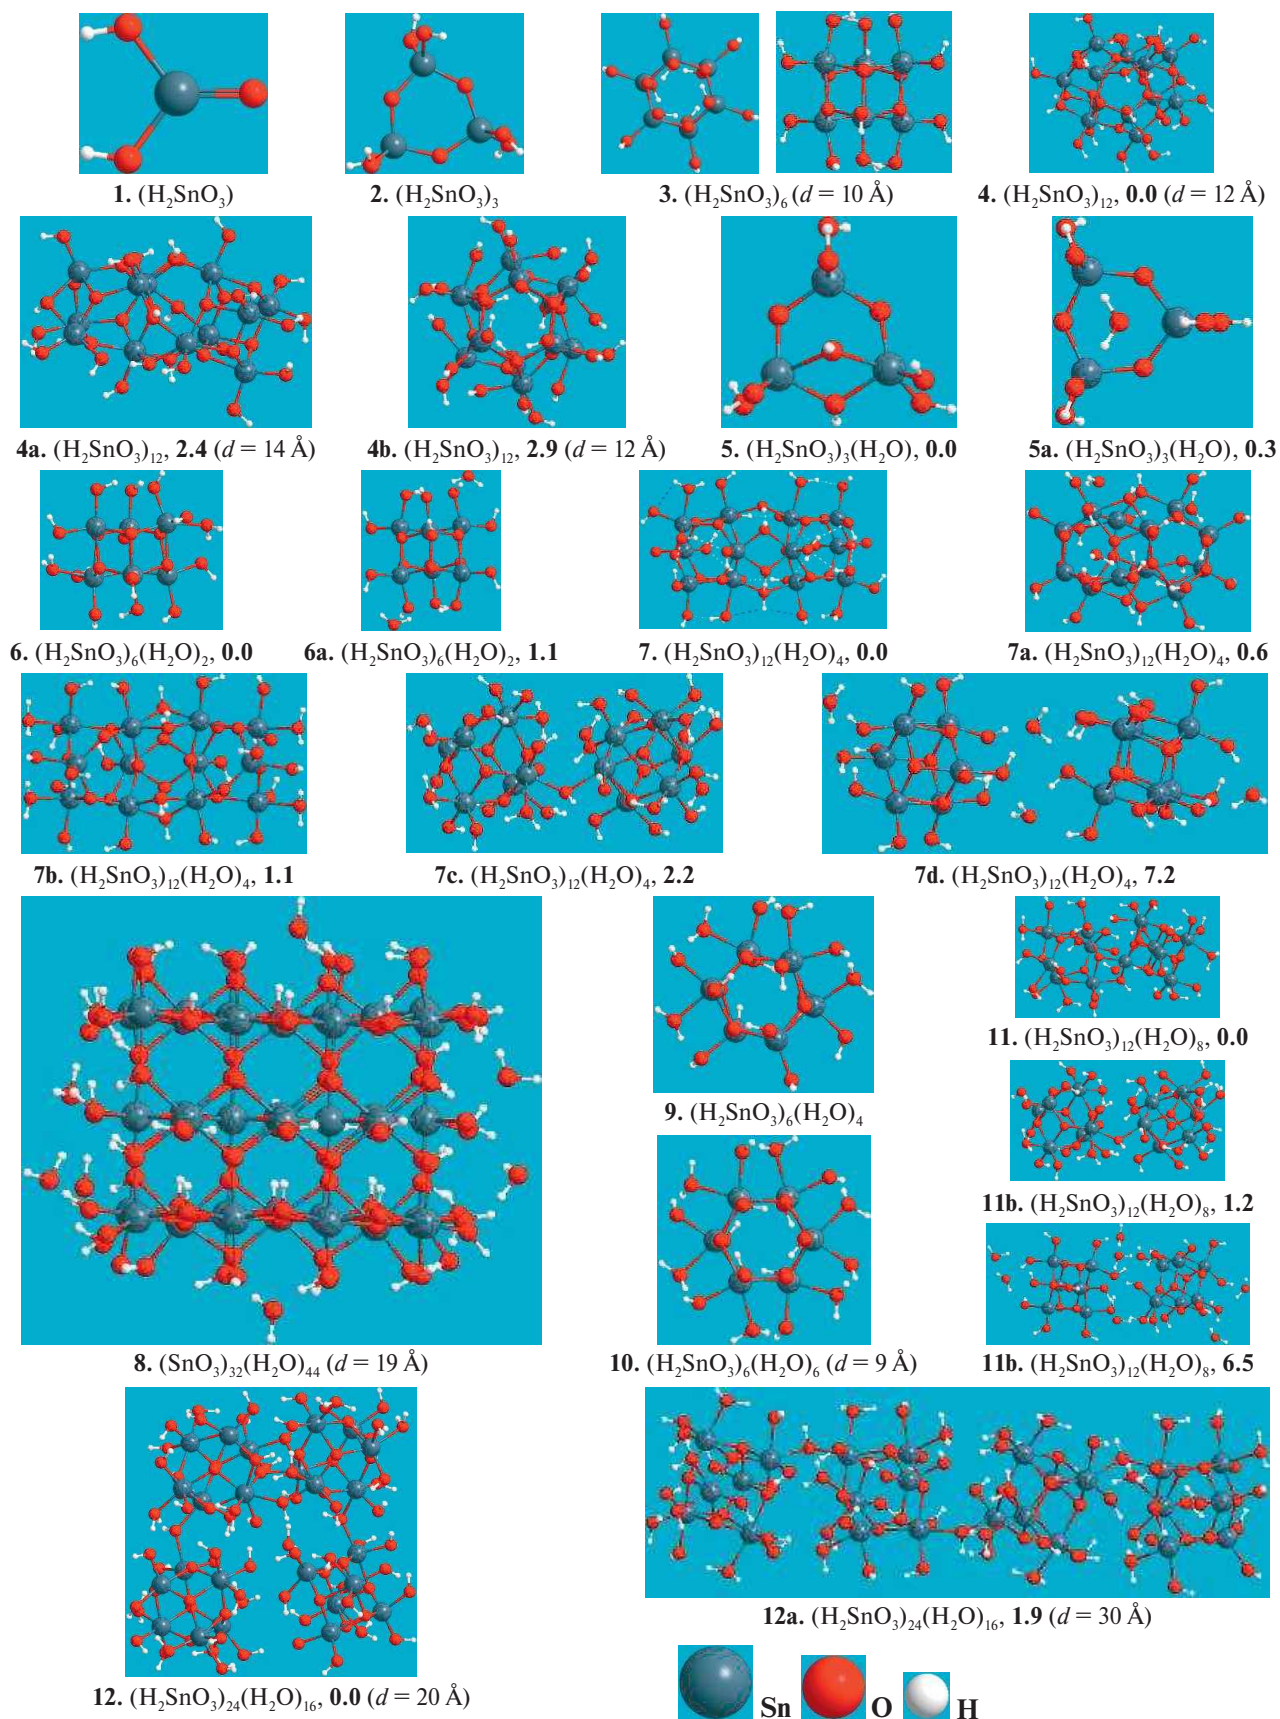 1. (H₂SnO₃)
2. (H₂SnO₃)₃
3. (H₂SnO₃)₆ (d = 10 Å)
4. (H₂SnO₃)₁₂, 0.0 (d = 12 Å)
4a. (H₂SnO₃)₁₂, 2.4 (d = 14 Å)
4b. (H₂SnO₃)₁₂, 2.9 (d = 12 Å)
5. (H₂SnO₃)₃(H₂O), 0.0
5a. (H₂SnO₃)₃(H₂O), 0.3
6. (H₂SnO₃)₆(H₂O)₂, 0.0
6a. (H₂SnO₃)₆(H₂O)₂, 1.1
7. (H₂SnO₃)₁₂(H₂O)₄, 0.0
7a. (H₂SnO₃)₁₂(H₂O)₄, 0.6
7b. (H₂SnO₃)₁₂(H₂O)₄, 1.1
7c. (H₂SnO₃)₁₂(H₂O)₄, 2.2
7d. (H₂SnO₃)₁₂(H₂O)₄, 7.2
8. (SnO₃)₃₂(H₂O)₄₄ (d = 19 Å)
9. (H₂SnO₃)₆(H₂O)₄
10. (H₂SnO₃)₆(H₂O)₆ (d = 9 Å)
11. (H₂SnO₃)₁₂(H₂O)₈, 0.0
11b. (H₂SnO₃)₁₂(H₂O)₈, 1.2
11b. (H₂SnO₃)₁₂(H₂O)₈, 6.5
12. (H₂SnO₃)₂₄(H₂O)₁₆, 0.0 (d = 20 Å)
12a. (H₂SnO₃)₂₄(H₂O)₁₆, 1.9 (d = 30 Å)
Sn O H